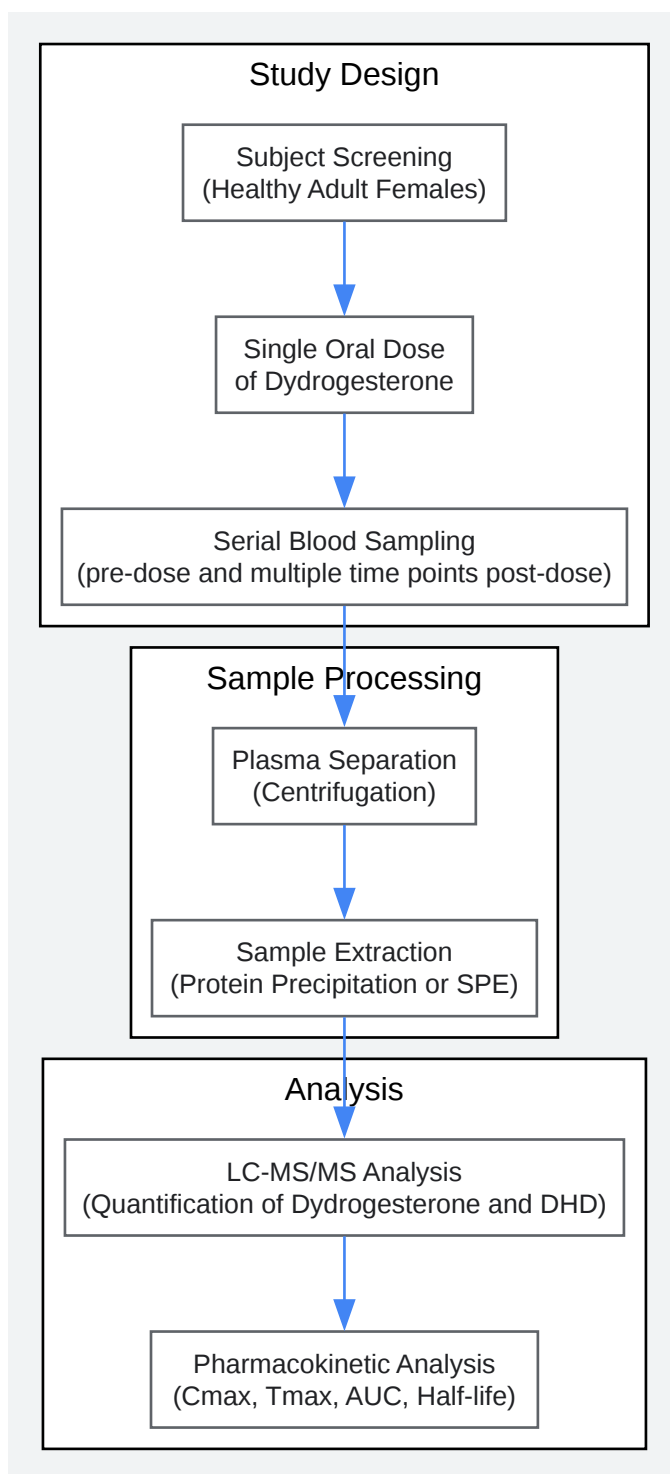 Study Design
Subject Screening
(Healthy Adult Females)
Single Oral Dose
of Dydrogesterone
Serial Blood Sampling
(pre-dose and multiple time points post-dose)
Sample Processing
Plasma Separation
(Centrifugation)
Sample Extraction
(Protein Precipitation or SPE)
Analysis
LC-MS/MS Analysis
(Quantification of Dydrogesterone and DHD)
Pharmacokinetic Analysis
(Cmax, Tmax, AUC, Half-life)